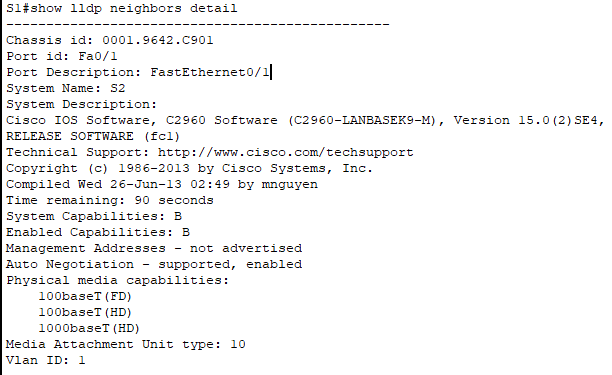 S1#show lldp neighbors detail
------------------------------------------------
Chassis id: 0001.9642.C901
Port id: Fa0/1
Port Description: FastEthernet0/1
System Name: S2
System Description:
Cisco IOS Software, C2960 Software (C2960-LANBASEK9-M), Version 15.0(2)SE4,
RELEASE SOFTWARE (fc1)
Technical Support: http://www.cisco.com/techsupport
Copyright (c) 1986-2013 by Cisco Systems, Inc.
Compiled Wed 26-Jun-13 02:49 by mnguyen
Time remaining: 90 seconds
System Capabilities: B
Enabled Capabilities: B
Management Addresses - not advertised
Auto Negotiation - supported, enabled
Physical media capabilities:
    100baseT(FD)
    100baseT(HD)
    1000baseT(HD)
Media Attachment Unit type: 10
Vlan ID: 1